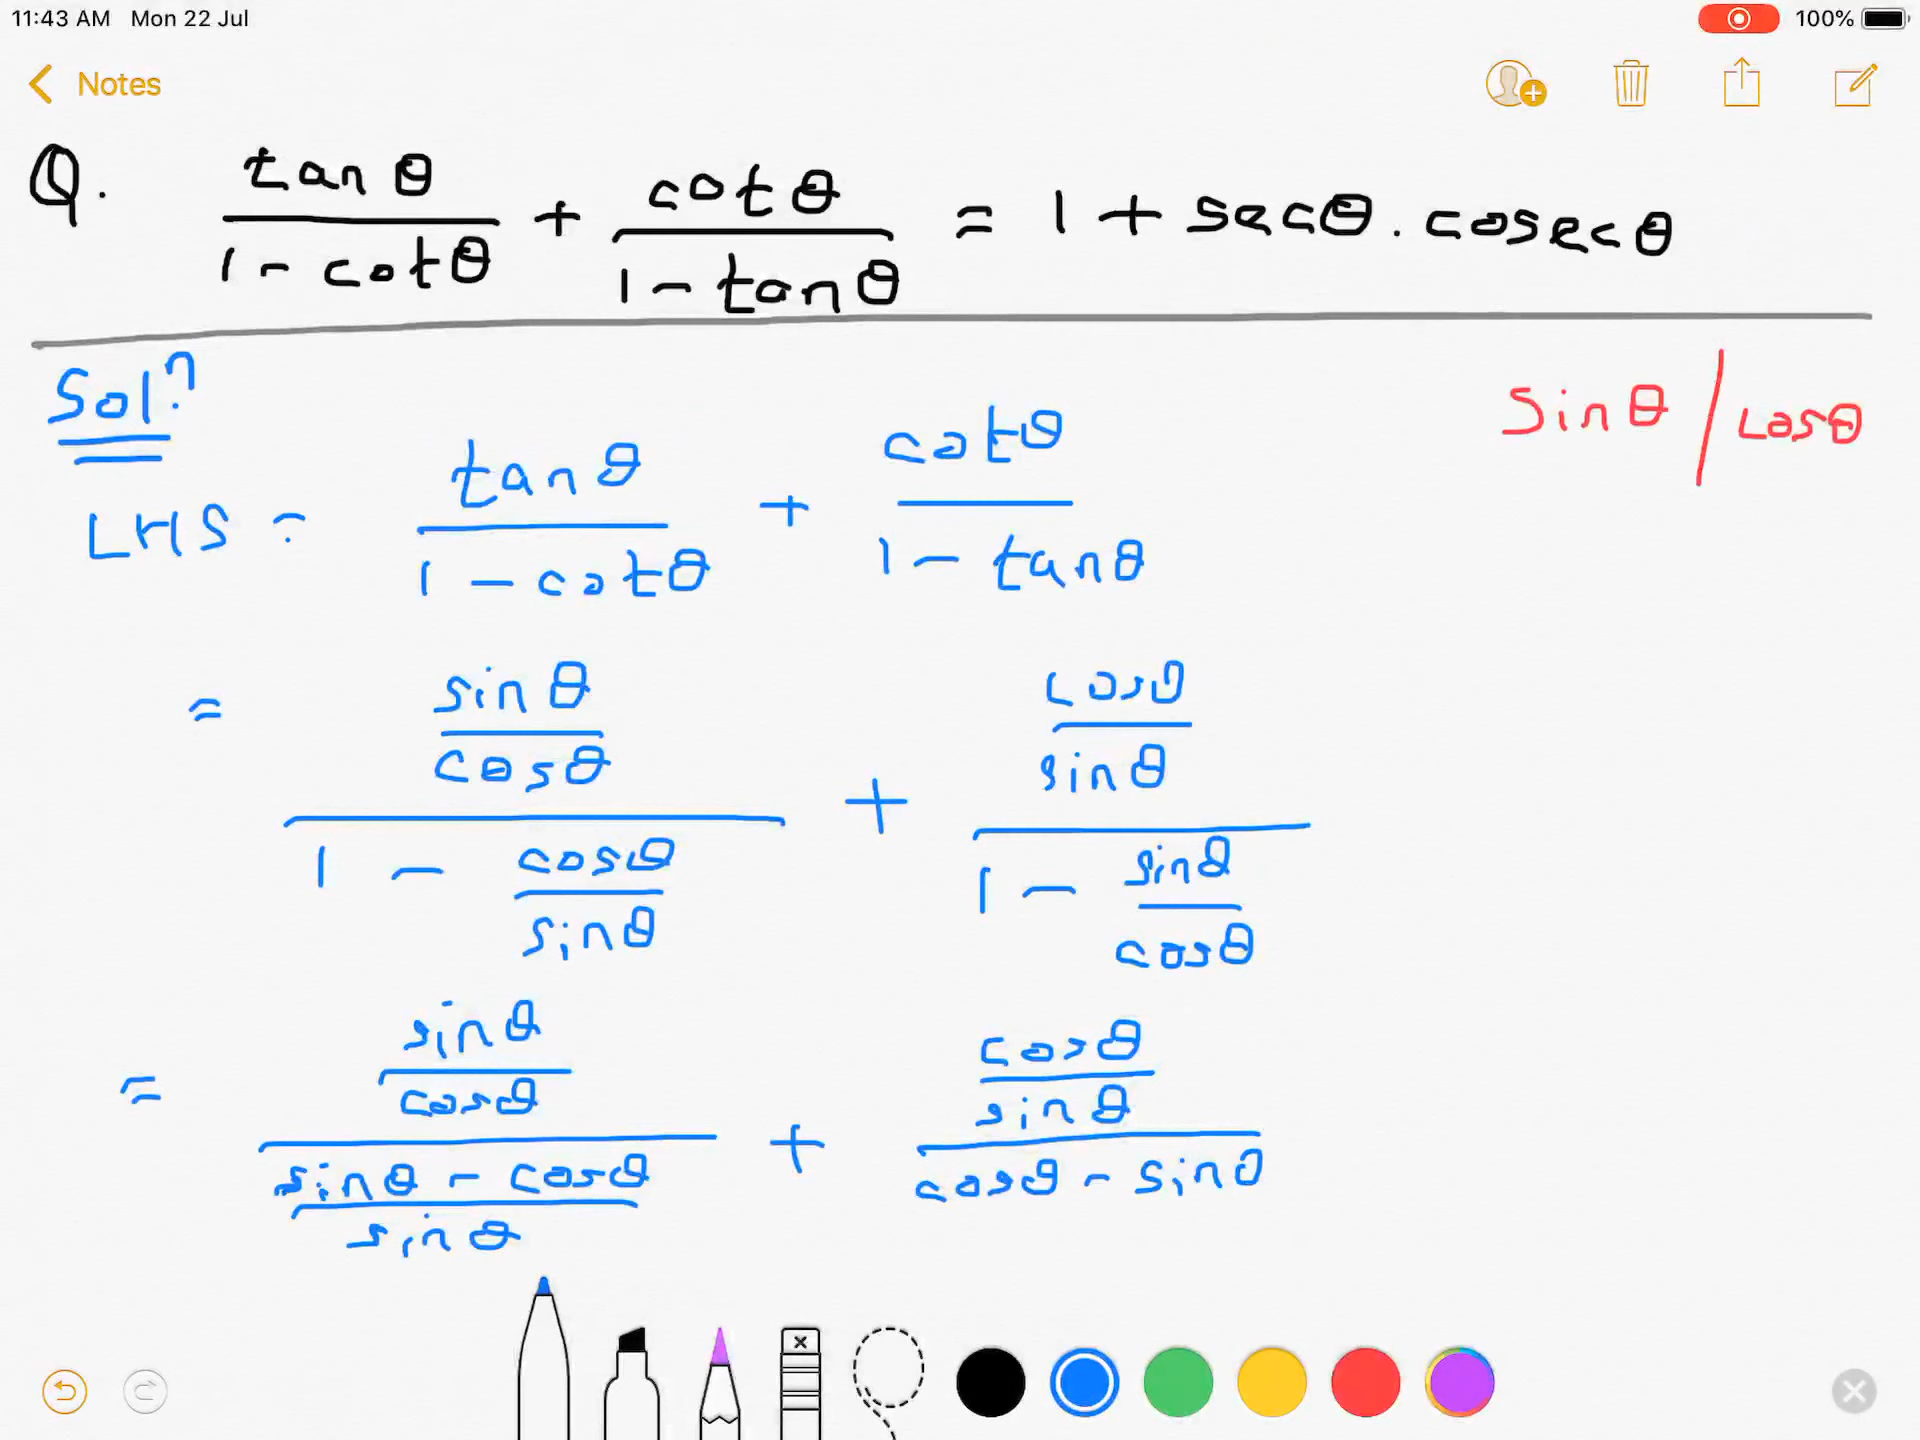 11:43 AM Mon 22 Jul 100%
Notes
Q. tan θ / (1 - cot θ) + cot θ / (1 - tan θ) = 1 + sec θ . cosec θ
Solⁿ.
sin θ / cos θ
LHS = tan θ / (1 - cot θ) + cot θ / (1 - tan θ)
= (sin θ / cos θ) / (1 - cos θ / sin θ) + (cos θ / sin θ) / (1 - sin θ / cos θ)
= (sin θ / cos θ) / ((sin θ - cos θ) / sin θ) + (cos θ / sin θ) / (cos θ - sin θ)